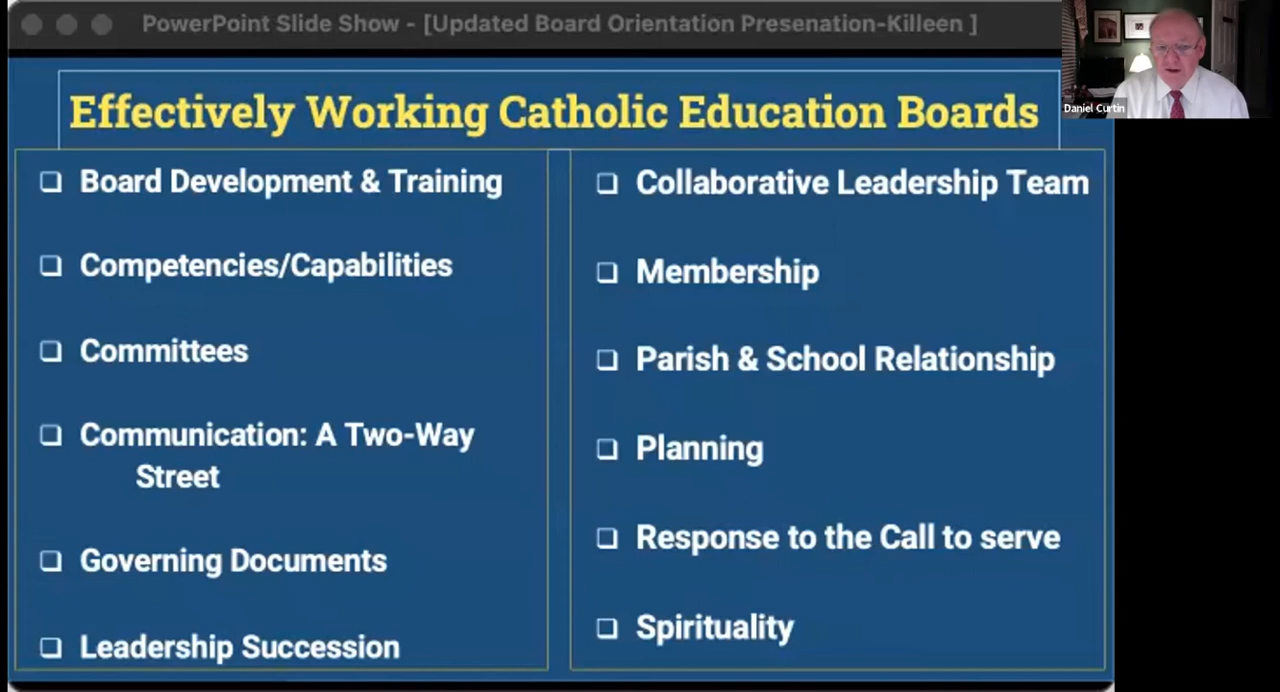 PowerPoint Slide Show - [Updated Board Orientation Presenation-Killeen ]
Daniel Curtin
Effectively Working Catholic Education Boards
Board Development & Training
Competencies/Capabilities
Committees
Communication: A Two-Way
Street
Governing Documents
Leadership Succession
Collaborative Leadership Team
Membership
Parish & School Relationship
Planning
Response to the Call to serve
Spirituality